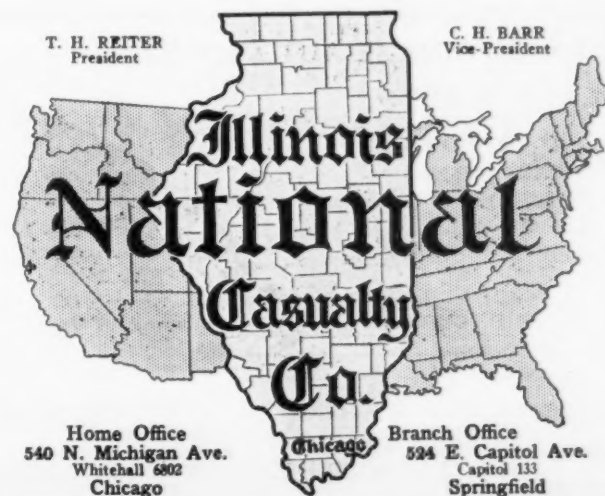 T. H. REITER
President
C. H. BARR
Vice-President
Illinois
National
Casualty
Co.
Chicago
Home Office
540 N. Michigan Ave.
Whitehall 6802
Chicago
Branch Office
524 E. Capitol Ave.
Capitol 133
Springfield